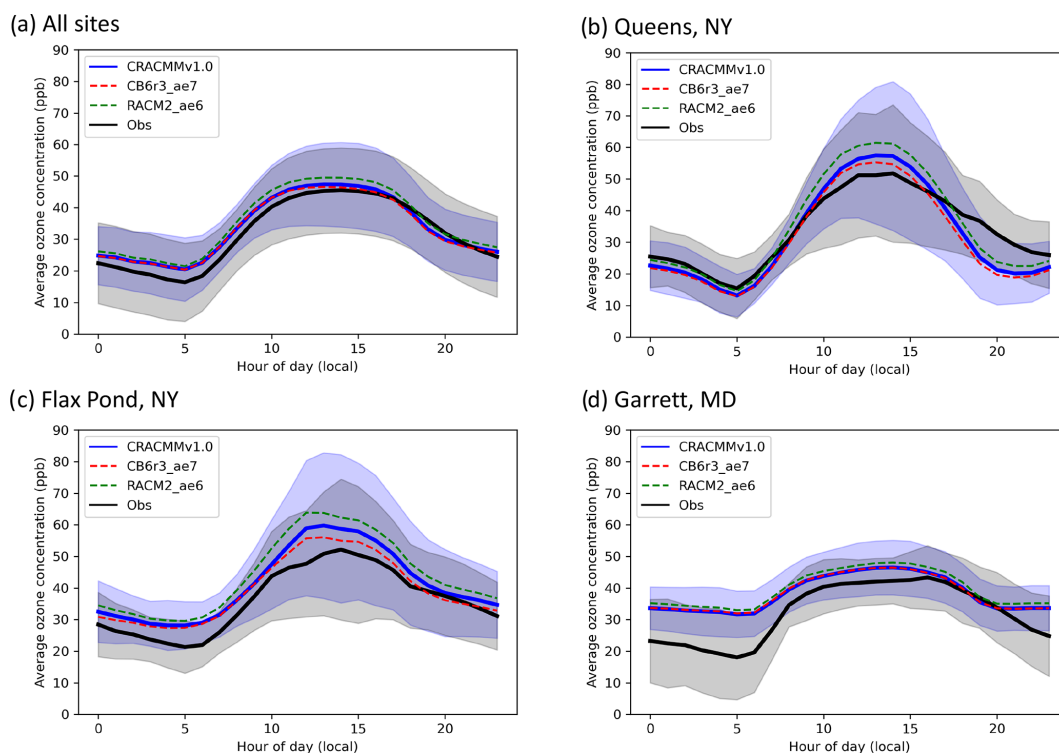 (a) All sites
90
80
70
60
50
40
30
20
10
0
Average ozone concentration (ppb)
CRACMMv1.0
CB6r3_ae7
RACM2_ae6
Obs
0 5 10 15 20
Hour of day (local)
(b) Queens, NY
90
80
70
60
50
40
30
20
10
0
Average ozone concentration (ppb)
CRACMMv1.0
CB6r3_ae7
RACM2_ae6
Obs
0 5 10 15 20
Hour of day (local)
(c) Flax Pond, NY
90
80
70
60
50
40
30
20
10
0
Average ozone concentration (ppb)
CRACMMv1.0
CB6r3_ae7
RACM2_ae6
Obs
0 5 10 15 20
Hour of day (local)
(d) Garrett, MD
90
80
70
60
50
40
30
20
10
0
Average ozone concentration (ppb)
CRACMMv1.0
CB6r3_ae7
RACM2_ae6
Obs
0 5 10 15 20
Hour of day (local)